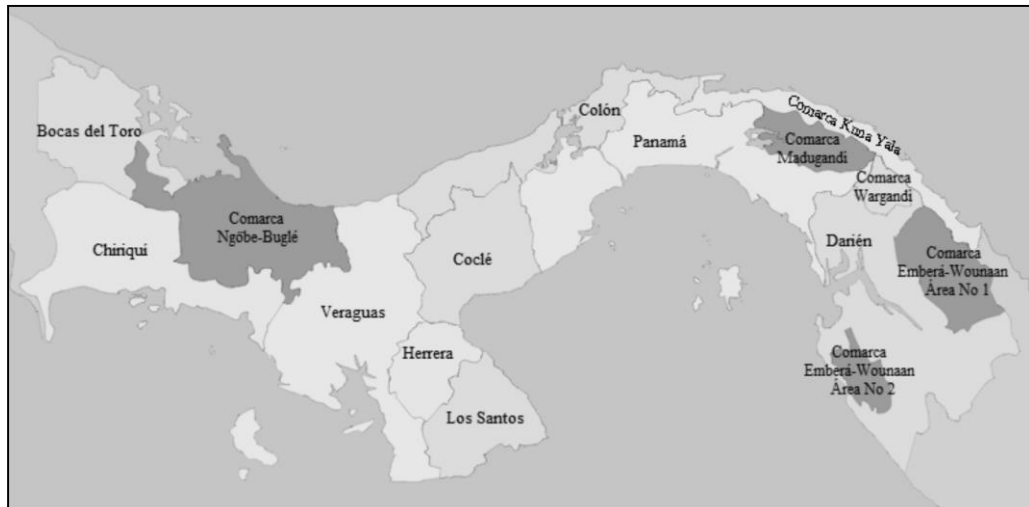 Bocas del Toro
Chiriquí
Comarca
Ngöbe-Buglé
Veraguas
Herrera
Los Santos
Coclé
Colón
Panamá
Comarca Kuna Yala
Comarca
Madugandí
Comarca
Wargandí
Darién
Comarca
Emberá-Wounaan
Área No 1
Comarca
Emberá-Wounaan
Área No 2